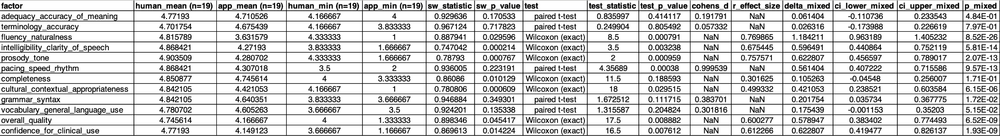 factor human_mean (n=19) app_mean (n=19) human_min (n=19) app_min (n=19) sw_statistic sw_p_value test test_statistic test_p_value cohens_d r_effect_size delta_mixed ci_lower_mixed ci_upper_mixed p_mixed
adequacy_accuracy_of_meaning 4.77193 4.710526 4.166667 4 0.929636 0.170533 paired t-test 0.835997 0.414117 0.191791 NaN 0.061404 -0.110736 0.233543 4.84E-01
terminology_accuracy 4.701754 4.675439 4.166667 3.833333 0.967124 0.717823 paired t-test 0.249904 0.805492 0.057332 NaN 0.026316 -0.173988 0.226619 7.97E-01
fluency_naturalness 4.815789 3.631579 4.333333 1 0.887941 0.029596 Wilcoxon (exact) 8.5 0.000791 NaN 0.769865 1.184211 0.963189 1.405232 8.52E-26
intelligibility_clarity_of_speech 4.868421 4.27193 3.833333 1.666667 0.747042 0.000214 Wilcoxon (exact) 3.5 0.003238 NaN 0.675445 0.596491 0.440864 0.752119 5.81E-14
prosody_tone 4.903509 4.280702 4.333333 1.666667 0.78793 0.000767 Wilcoxon (exact) 2 0.000959 NaN 0.757571 0.622807 0.456597 0.789017 2.07E-13
pacing_speed_rhythm 4.868421 4.307018 3.5 2 0.936005 0.223191 paired t-test 4.35689 0.00038 0.999539 NaN 0.561404 0.407222 0.715586 9.57E-13
completeness 4.850877 4.745614 4 3.333333 0.86086 0.010129 Wilcoxon (exact) 11.5 0.188593 NaN 0.301625 0.105263 -0.04548 0.256007 1.71E-01
cultural_contextual_appropriateness 4.842105 4.421053 4.166667 1 0.780806 0.000609 Wilcoxon (exact) 18 0.029515 NaN 0.499332 0.421053 0.238521 0.603584 6.15E-06
grammar_syntax 4.842105 4.640351 3.833333 3.666667 0.946884 0.349301 paired t-test 1.672512 0.111715 0.383701 NaN 0.201754 0.035734 0.367775 1.72E-02
vocabulary_general_language_use 4.780702 4.605263 3.666667 3.5 0.924201 0.135338 paired t-test 1.315587 0.204824 0.301816 NaN 0.175439 -0.001153 0.35203 5.15E-02
overall_quality 4.745614 4.166667 4 1.333333 0.898346 0.045417 Wilcoxon (exact) 17.5 0.008882 NaN 0.600277 0.578947 0.383402 0.774493 6.52E-09
confidence_for_clinical_use 4.77193 4.149123 3.666667 1.166667 0.869613 0.014224 Wilcoxon (exact) 16.5 0.007612 NaN 0.612266 0.622807 0.419477 0.826137 1.93E-09